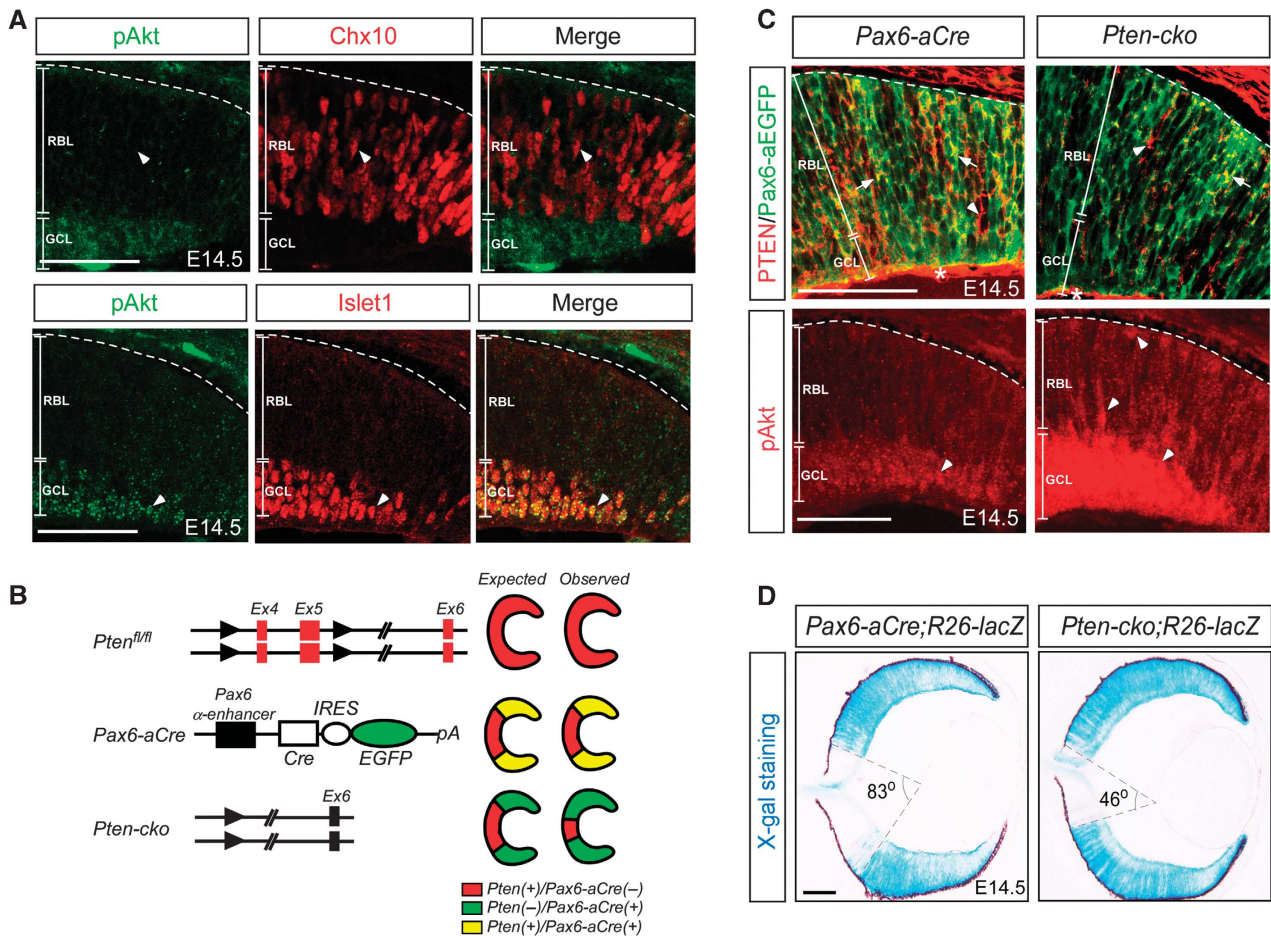 A
pAkt
Chx10
Merge
RBL
GCL
E14.5
RBL
GCL
RBL
GCL
pAkt
Islet1
Merge
RBL
GCL
E14.5
RBL
GCL
RBL
GCL
B
Expected
Observed
Ptenfl/fl
Ex4
Ex5
Ex6
Pax6-aCre
Pax6
α-enhancer
IRES
Cre
EGFP
pA
Pten-cko
Ex6
Pten(+)/Pax6-aCre(–)
Pten(–)/Pax6-aCre(+)
Pten(+)/Pax6-aCre(+)
C
Pax6-aCre
Pten-cko
PTEN/Pax6-aEGFP
RBL
GCL
*
E14.5
RBL
GCL
*
pAkt
RBL
GCL
E14.5
RBL
GCL
D
Pax6-aCre;R26-lacZ
Pten-cko;R26-lacZ
X-gal staining
83o
E14.5
46o